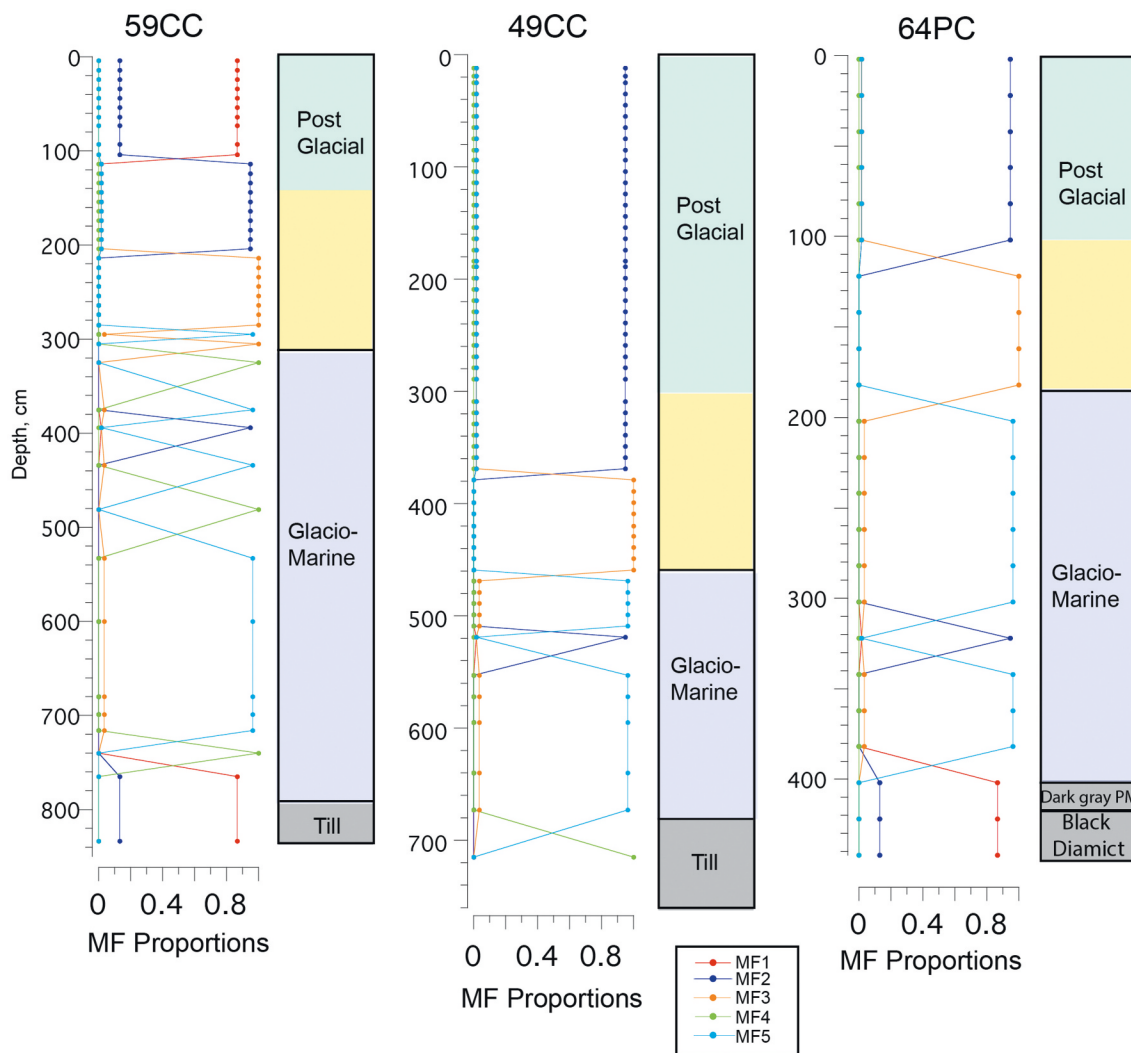 59CC
49CC
64PC
0
100
200
300
400
500
600
700
800
Depth, cm
Post
Glacial
Glacio-
Marine
Till
0 0.4 0.8
MF Proportions
0
100
200
300
400
500
600
700
Post
Glacial
Glacio-
Marine
Till
0 0.4 0.8
MF Proportions
0
100
200
300
400
Post
Glacial
Glacio-
Marine
Dark gray PM
Black
Diamict
0 0.4 0.8
MF Proportions
MF1
MF2
MF3
MF4
MF5